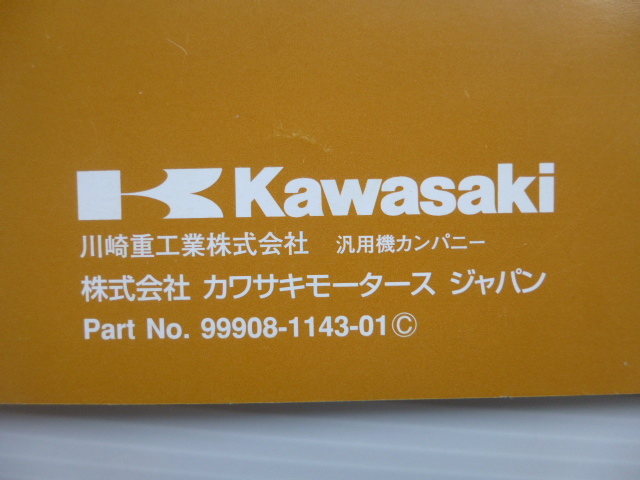 Kawasaki
川崎重工業株式会社 汎用機カンパニー
株式会社 カワサキモータース ジャパン
Part No. 99908-1143-01Ⓒ